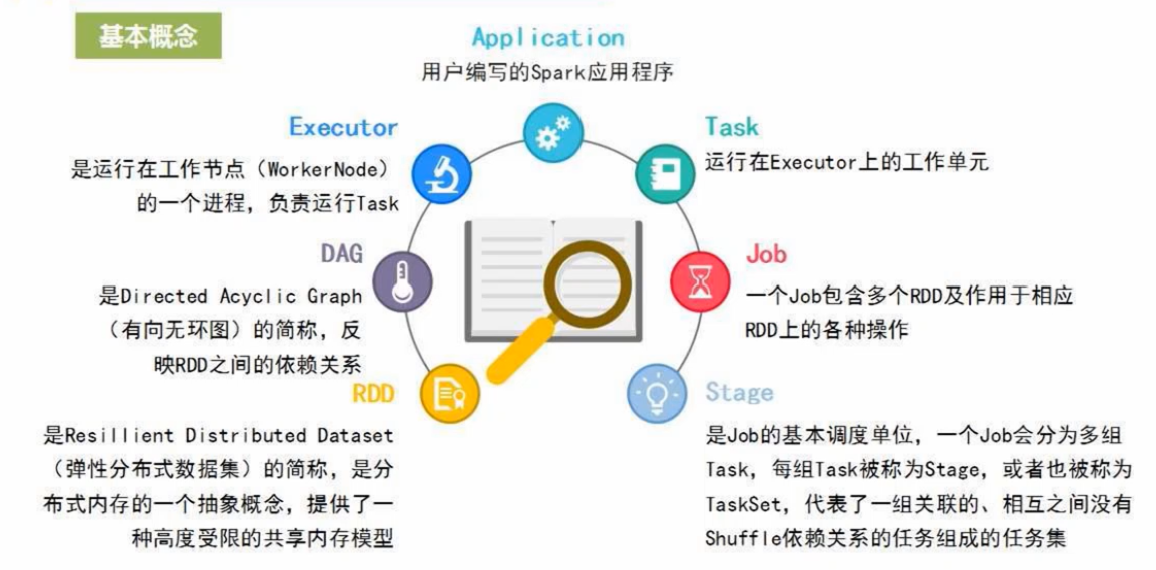 基本概念
Application
用户编写的Spark应用程序
Executor
是运行在工作节点（WorkerNode）
的一个进程，负责运行Task
Task
运行在Executor上的工作单元
DAG
是Directed Acyclic Graph
（有向无环图）的简称，反
映RDD之间的依赖关系
Job
一个Job包含多个RDD及作用于相应
RDD上的各种操作
RDD
是Resillient Distributed Dataset
（弹性分布式数据集）的简称，是分
布式内存的一个抽象概念，提供了一
种高度受限的共享内存模型
Stage
是Job的基本调度单位，一个Job会分为多组
Task，每组Task被称为Stage，或者也被称为
TaskSet，代表了一组关联的、相互之间没有
Shuffle依赖关系的任务组成的任务集